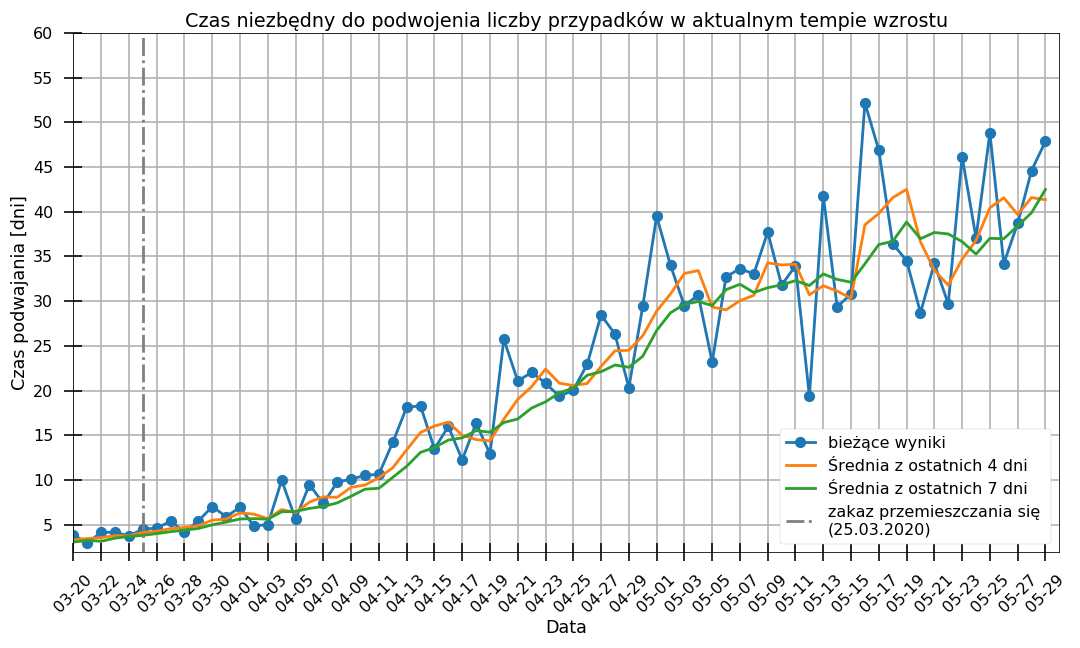 Czas niezbędny do podwojenia liczby przypadków w aktualnym tempie wzrostu
Czas podwajania [dni]
60
55
50
45
40
35
30
25
20
15
10
5
bieżące wyniki
Średnia z ostatnich 4 dni
Średnia z ostatnich 7 dni
zakaz przemieszczania się
(25.03.2020)
03-20 03-22 03-24 03-26 03-28 03-30 04-01 04-03 04-05 04-07 04-09 04-11 04-13 04-15 04-17 04-19 04-21 04-23 04-25 04-27 04-29 05-01 05-03 05-05 05-07 05-09 05-11 05-13 05-15 05-17 05-19 05-21 05-23 05-25 05-27 05-29
Data